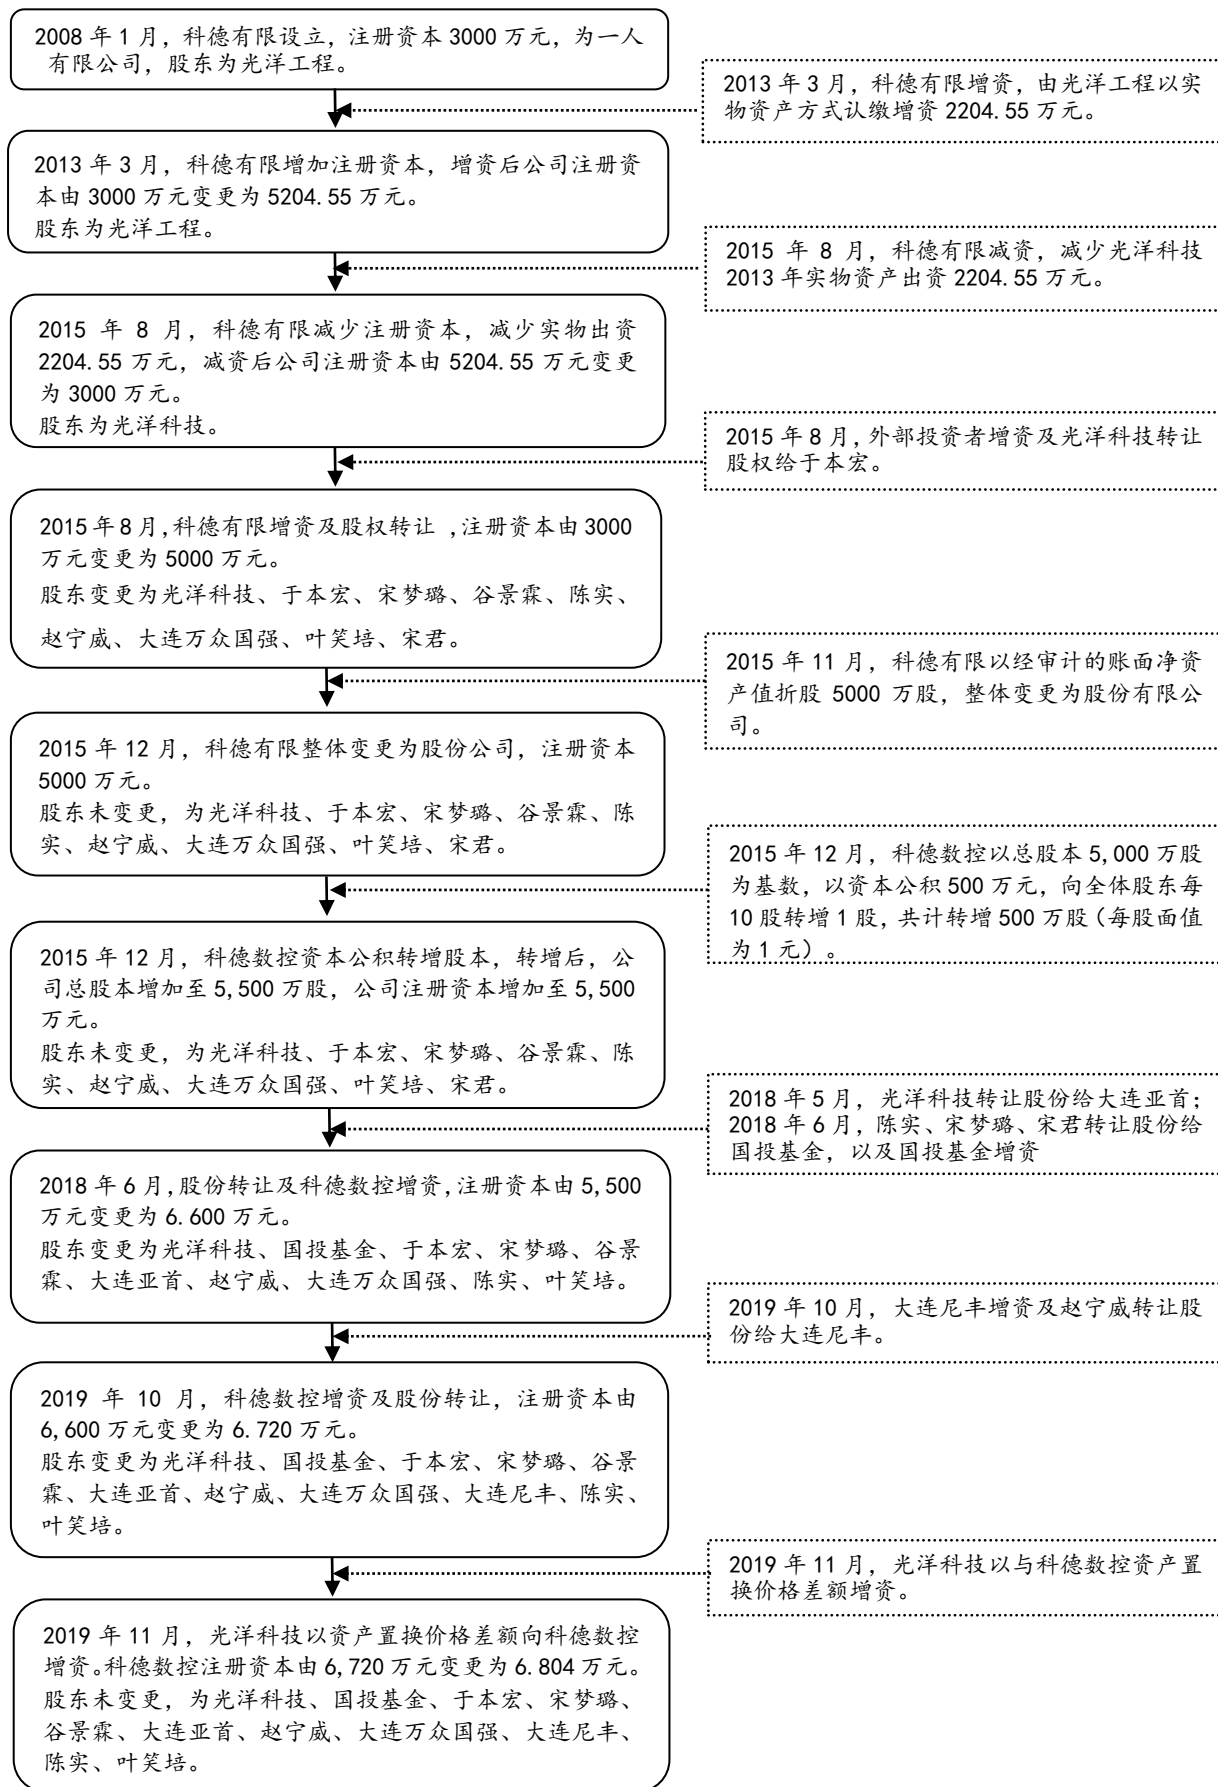 2008 年 1 月，科德有限设立，注册资本 3000 万元，为一人
有限公司，股东为光洋工程。
2013 年 3 月，科德有限增资，由光洋工程以实
物资产方式认缴增资 2204.55 万元。
2013 年 3 月，科德有限增加注册资本，增资后公司注册资
本由 3000 万元变更为 5204.55 万元。
股东为光洋工程。
2015 年 8 月，科德有限减资，减少光洋科技
2013 年实物资产出资 2204.55 万元。
2015 年 8 月，科德有限减少注册资本，减少实物出资
2204.55 万元，减资后公司注册资本由 5204.55 万元变更
为 3000 万元。
股东为光洋科技。
2015 年 8 月，外部投资者增资及光洋科技转让
股权给于本宏。
2015 年 8 月，科德有限增资及股权转让 ，注册资本由 3000
万元变更为 5000 万元。
股东变更为光洋科技、于本宏、宋梦璐、谷景霖、陈实、
赵宁威、大连万众国强、叶笑培、宋君。
2015 年 11 月，科德有限以经审计的账面净资
产值折股 5000 万股，整体变更为股份有限公
司。
2015 年 12 月，科德有限整体变更为股份公司，注册资本
5000 万元。
股东未变更，为光洋科技、于本宏、宋梦璐、谷景霖、陈
实、赵宁威、大连万众国强、叶笑培、宋君。
2015 年 12 月，科德数控以总股本 5,000 万股
为基数，以资本公积 500 万元，向全体股东每
10 股转增 1 股，共计转增 500 万股（每股面值
为 1 元）。
2015 年 12 月，科德数控资本公积转增股本，转增后，公
司总股本增加至 5,500 万股，公司注册资本增加至 5,500
万元。
股东未变更，为光洋科技、于本宏、宋梦璐、谷景霖、陈
实、赵宁威、大连万众国强、叶笑培、宋君。
2018 年 5 月，光洋科技转让股份给大连亚首；
2018 年 6 月，陈实、宋梦璐、宋君转让股份给
国投基金，以及国投基金增资
2018 年 6 月，股份转让及科德数控增资，注册资本由 5,500
万元变更为 6.600 万元。
股东变更为光洋科技、国投基金、于本宏、宋梦璐、谷景
霖、大连亚首、赵宁威、大连万众国强、陈实、叶笑培。
2019 年 10 月，大连尼丰增资及赵宁威转让股
份给大连尼丰。
2019 年 10 月，科德数控增资及股份转让，注册资本由
6,600 万元变更为 6.720 万元。
股东变更为光洋科技、国投基金、于本宏、宋梦璐、谷景
霖、大连亚首、赵宁威、大连万众国强、大连尼丰、陈实、
叶笑培。
2019 年 11 月，光洋科技以与科德数控资产置
换价格差额增资。
2019 年 11 月，光洋科技以资产置换价格差额向科德数控
增资。科德数控注册资本由 6,720 万元变更为 6.804 万元。
股东未变更，为光洋科技、国投基金、于本宏、宋梦璐、
谷景霖、大连亚首、赵宁威、大连万众国强、大连尼丰、
陈实、叶笑培。